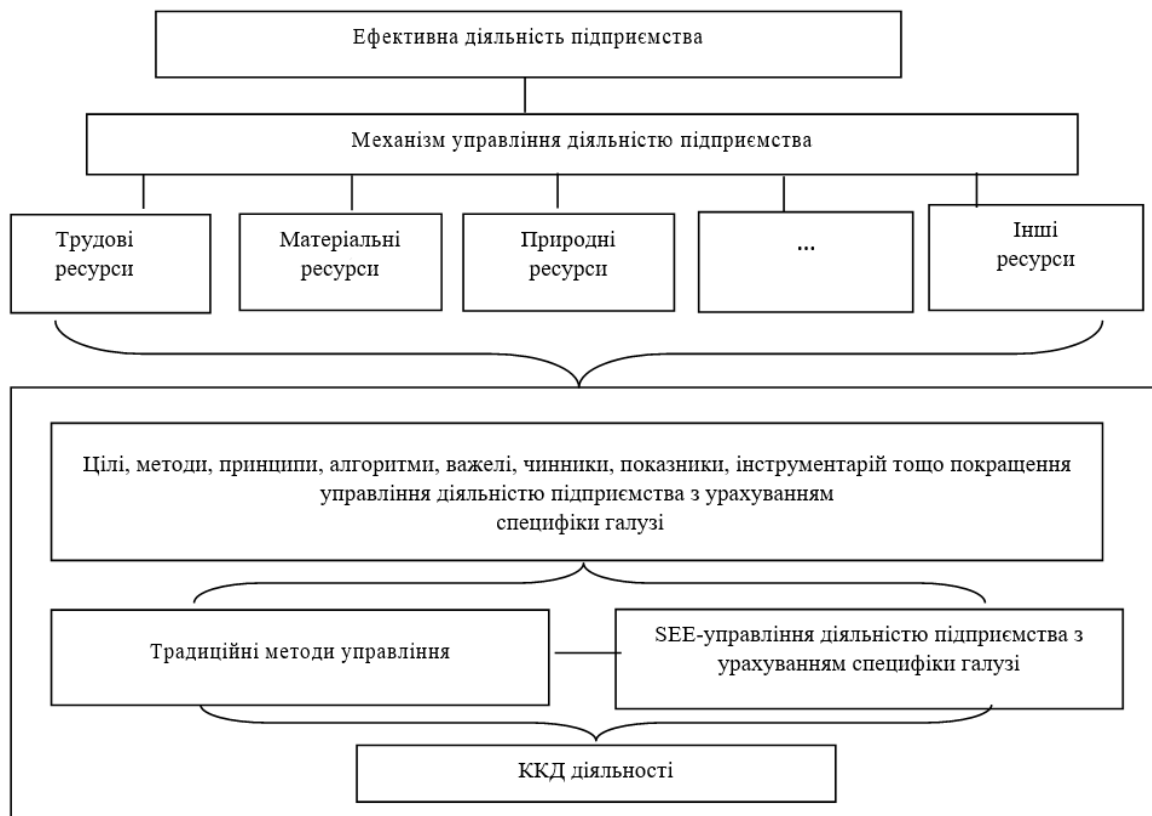 Ефективна діяльність підприємства
Механізм управління діяльністю підприємства
Трудові
ресурси
Матеріальні
ресурси
Природні
ресурси
...
Інші
ресурси
Цілі, методи, принципи, алгоритми, важелі, чинники, показники, інструментарій тощо покращення
управління діяльністю підприємства з урахуванням
специфіки галузі
Традиційні методи управління
SEE-управління діяльністю підприємства з
урахуванням специфіки галузі
ККД діяльності